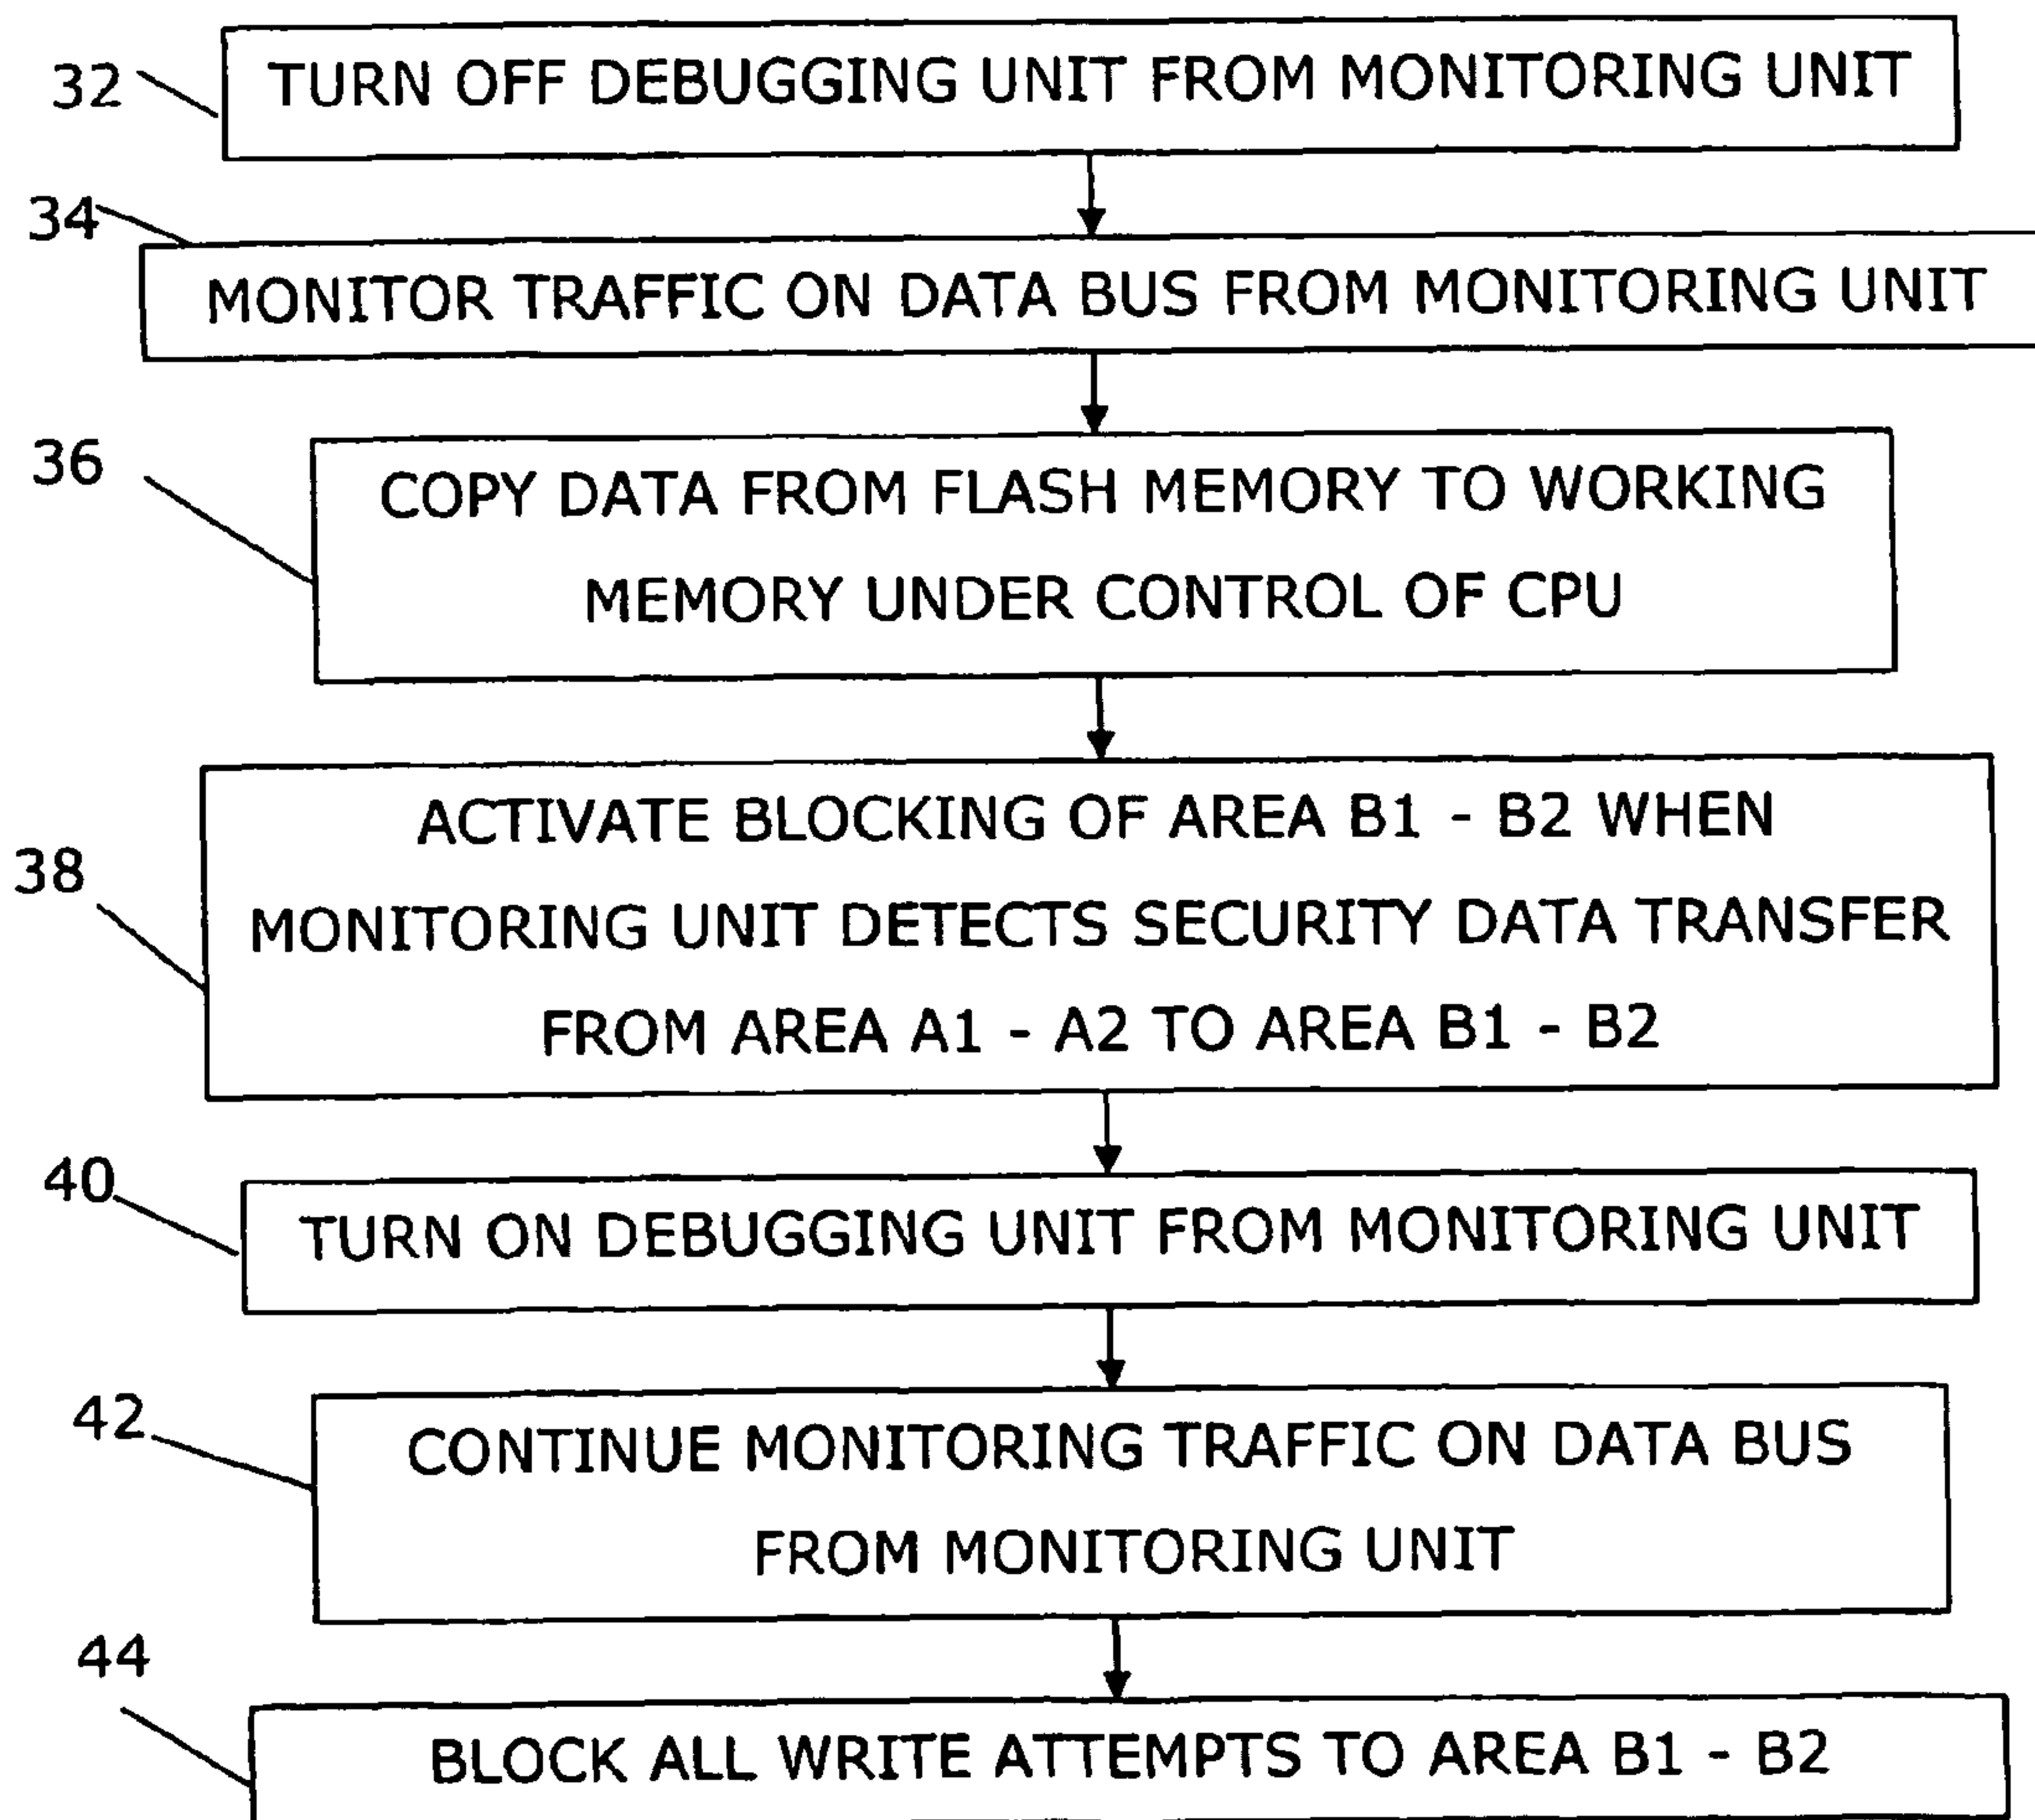 32
TURN OFF DEBUGGING UNIT FROM MONITORING UNIT
34
MONITOR TRAFFIC ON DATA BUS FROM MONITORING UNIT
36
COPY DATA FROM FLASH MEMORY TO WORKING
MEMORY UNDER CONTROL OF CPU
38
ACTIVATE BLOCKING OF AREA B1 - B2 WHEN
MONITORING UNIT DETECTS SECURITY DATA TRANSFER
FROM AREA A1 - A2 TO AREA B1 - B2
40
TURN ON DEBUGGING UNIT FROM MONITORING UNIT
42
CONTINUE MONITORING TRAFFIC ON DATA BUS
FROM MONITORING UNIT
44
BLOCK ALL WRITE ATTEMPTS TO AREA B1 - B2